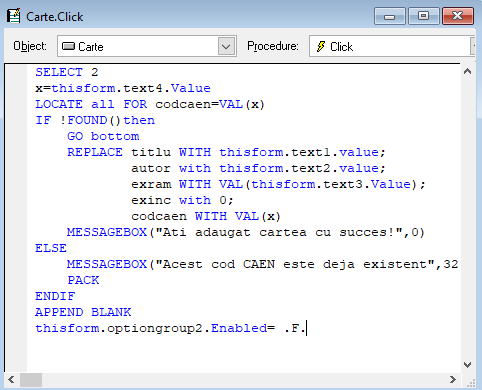 Carte.Click
Object: Carte Procedure: Click
SELECT 2
x=thisform.text4.Value
LOCATE all FOR codcaen=VAL(x)
IF !FOUND()then
GO bottom
REPLACE titlu WITH thisform.text1.value;
autor with thisform.text2.value;
exram WITH VAL(thisform.text3.Value);
exinc with 0;
codcaen WITH VAL(x)
MESSAGEBOX("Ati adaugat cartea cu succes!",0)
ELSE
MESSAGEBOX("Acest cod CAEN este deja existent",32
PACK
ENDIF
APPEND BLANK
thisform.optiongroup2.Enabled= .F.